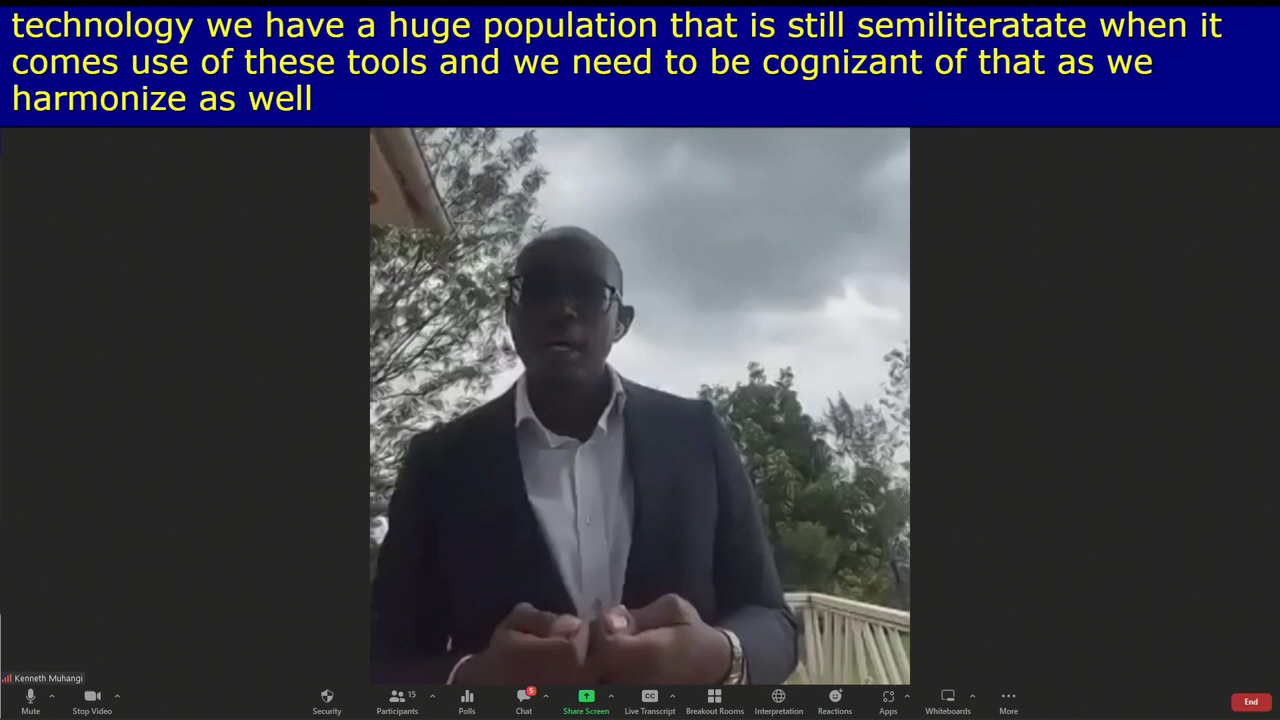 technology we have a huge population that is still semiliteratate when it
comes use of these tools and we need to be cognizant of that as we
harmonize as well
Kenneth Muhangi
Mute
Stop Video
Security
Participants
15
Polls
Chat
5
Share Screen
CC
Live Transcript
Breakout Rooms
Interpretation
Reactions
Apps
Whiteboards
More
End